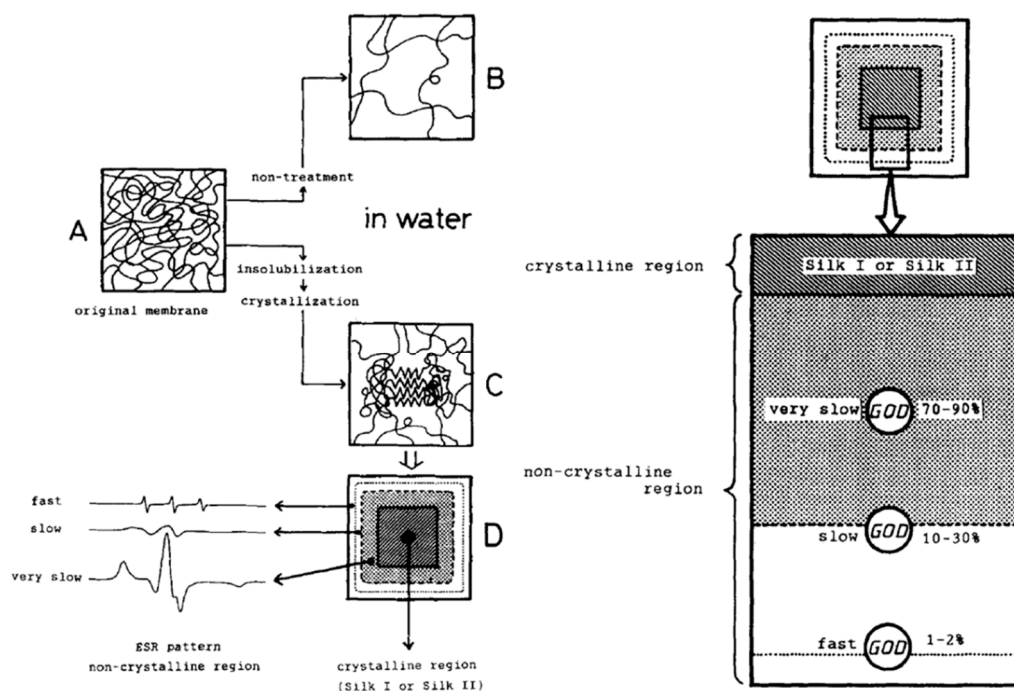 B
A
non-treatment
in water
insolubilization
crystallization
original membrane
C
fast
slow
very slow
D
ESR pattern
non-crystalline region
crystalline region
(Silk I or Silk II)
crystalline region
Silk I or Silk II
very slow GOD 70-90%
non-crystalline
region
slow GOD 10-30%
fast GOD 1-2%